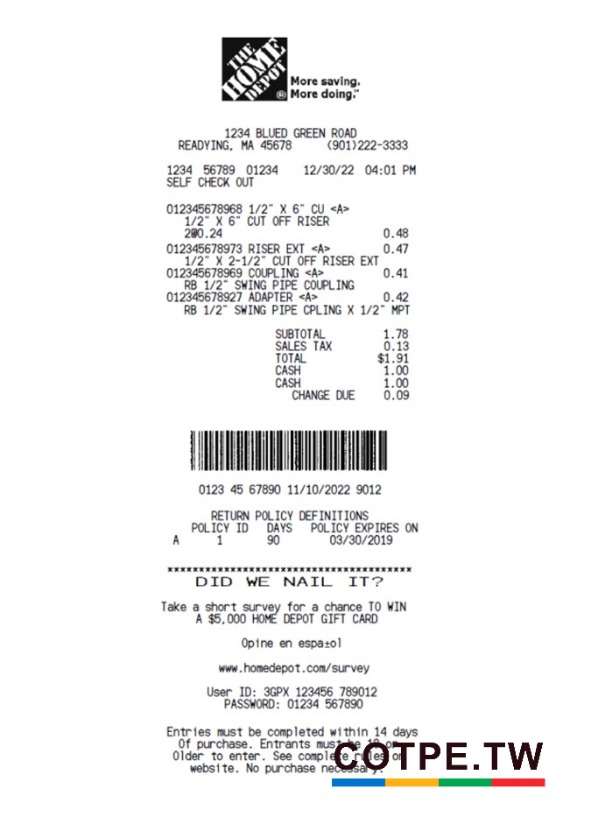 THE
HOME
DEPOT
®
More saving.
More doing.™
1234 BLUED GREEN ROAD
READYING, MA 45678 (901)222-3333
1234 56789 01234 12/30/22 04:01 PM
SELF CHECK OUT
012345678968 1/2" X 6" CU <A>
1/2" X 6" CUT OFF RISER
2@0.24 0.48
012345678973 RISER EXT <A> 0.47
1/2" X 2-1/2" CUT OFF RISER EXT
012345678969 COUPLING <A> 0.41
RB 1/2" SWING PIPE COUPLING
012345678927 ADAPTER <A> 0.42
RB 1/2" SWING PIPE CPLING X 1/2" MPT
SUBTOTAL 1.78
SALES TAX 0.13
TOTAL $1.91
CASH 1.00
CASH 1.00
CHANGE DUE 0.09
0123 45 67890 11/10/2022 9012
RETURN POLICY DEFINITIONS
POLICY ID DAYS POLICY EXPIRES ON
A 1 90 03/30/2019
***************************************
DID WE NAIL IT?
Take a short survey for a chance TO WIN
A $5,000 HOME DEPOT GIFT CARD
Opine en espa±ol
www.homedepot.com/survey
User ID: 3GPX 123456 789012
PASSWORD: 01234 567890
Entries must be completed within 14 days
Of purchase. Entrants must be 18 or
Older to enter. See complete rules on
website. No purchase necessary.
COTPE.TW